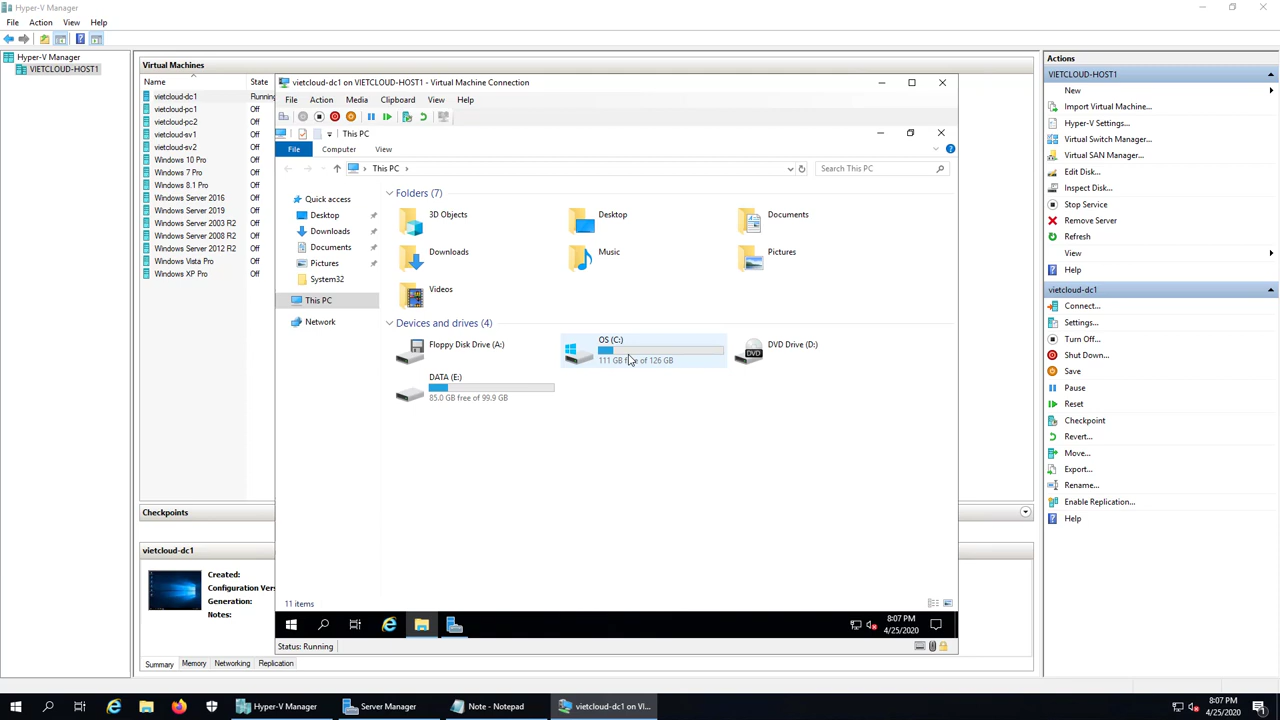 Hyper-V Manager
File Action View Help
Hyper-V Manager
VIETCLOUD-HOST1
Virtual Machines
Name State
vietcloud-dc1 Running
vietcloud-pc1 Off
vietcloud-pc2 Off
vietcloud-sv1 Off
vietcloud-sv2 Off
Windows 10 Pro Off
Windows 7 Pro Off
Windows 8.1 Pro Off
Windows Server 2016 Off
Windows Server 2019 Off
Windows Server 2003 R2 Off
Windows Server 2008 R2 Off
Windows Server 2012 R2 Off
Windows Vista Pro Off
Windows XP Pro Off
Checkpoints
vietcloud-dc1
Created:
Configuration Vers
Generation:
Notes:
Summary Memory Networking Replication
vietcloud-dc1 on VIETCLOUD-HOST1 - Virtual Machine Connection
File Action Media Clipboard View Help
This PC
File Computer View
This PC
Search This PC
Quick access
Desktop
Downloads
Documents
Pictures
System32
This PC
Network
Folders (7)
3D Objects Desktop Documents
Downloads Music Pictures
Videos
Devices and drives (4)
Floppy Disk Drive (A:)
OS (C:)
111 GB free of 126 GB
DVD Drive (D:)
DVD
DATA (E:)
85.0 GB free of 99.9 GB
11 items
8:07 PM
4/25/2020
Status: Running
Actions
VIETCLOUD-HOST1
New
Import Virtual Machine...
Hyper-V Settings...
Virtual Switch Manager...
Virtual SAN Manager...
Edit Disk...
Inspect Disk...
Stop Service
Remove Server
Refresh
View
Help
vietcloud-dc1
Connect...
Settings...
Turn Off...
Shut Down...
Save
Pause
Reset
Checkpoint
Revert...
Move...
Export...
Rename...
Enable Replication...
Help
Hyper-V Manager Server Manager Note - Notepad vietcloud-dc1 on VI...
8:07 PM
4/25/2020
1